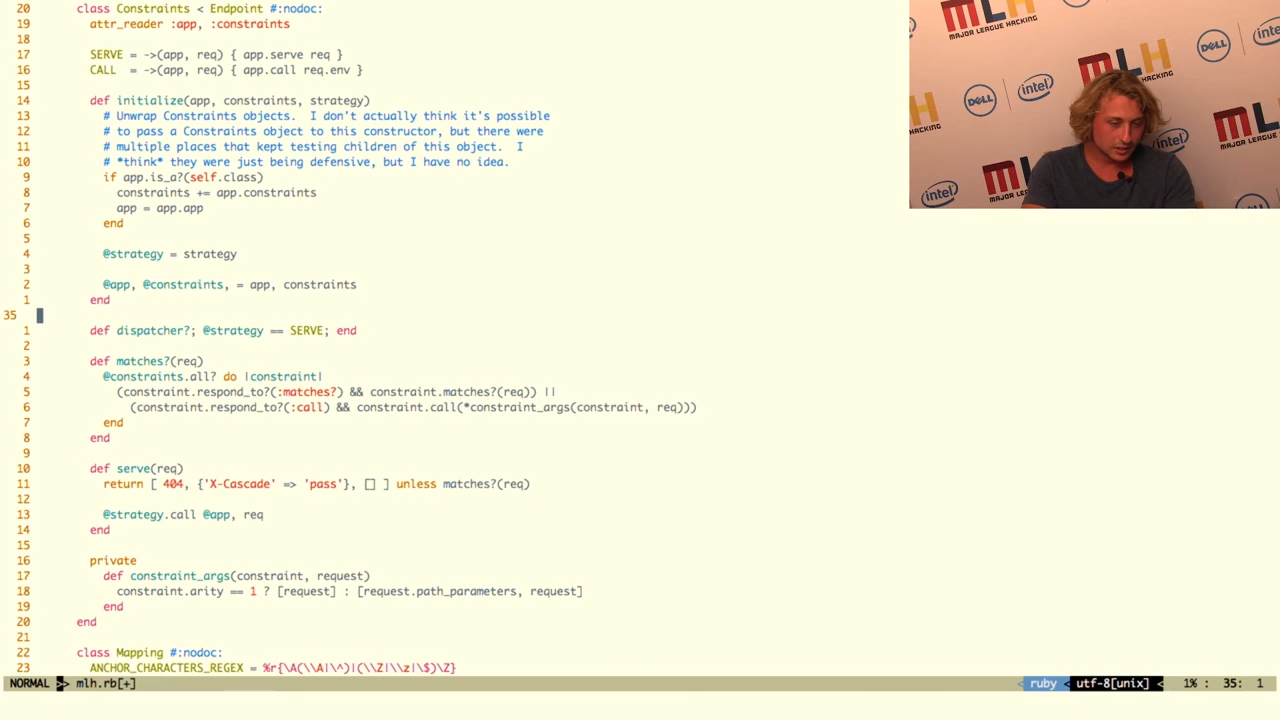 20 class Constraints < Endpoint #:nodoc:
19 attr_reader :app, :constraints
18
17 SERVE = ->(app, req) { app.serve req }
16 CALL = ->(app, req) { app.call req.env }
15
14 def initialize(app, constraints, strategy)
13 # Unwrap Constraints objects. I don't actually think it's possible
12 # to pass a Constraints object to this constructor, but there were
11 # multiple places that kept testing children of this object. I
10 # *think* they were just being defensive, but I have no idea.
9 if app.is_a?(self.class)
8 constraints += app.constraints
7 app = app.app
6 end
5
4 @strategy = strategy
3
2 @app, @constraints, = app, constraints
1 end
35
1 def dispatcher?; @strategy == SERVE; end
2
3 def matches?(req)
4 @constraints.all? do |constraint|
5 (constraint.respond_to?(:matches?) && constraint.matches?(req)) ||
6 (constraint.respond_to?(:call) && constraint.call(*constraint_args(constraint, req)))
7 end
8 end
9
10 def serve(req)
11 return [ 404, {'X-Cascade' => 'pass'}, [] ] unless matches?(req)
12
13 @strategy.call @app, req
14 end
15
16 private
17 def constraint_args(constraint, request)
18 constraint.arity == 1 ? [request] : [request.path_parameters, request]
19 end
20 end
21
22 class Mapping #:nodoc:
23 ANCHOR_CHARACTERS_REGEX = %r{\A(\\A|\^)|(\\Z|\\z|\$)\Z}
NORMAL >> mlh.rb[+]
< ruby < utf-8[unix] < 1% : 35: 1
MLH
MAJOR LEAGUE HACKING
DELL
intel
MLH
HACKING
DELL
intel
intel
intel